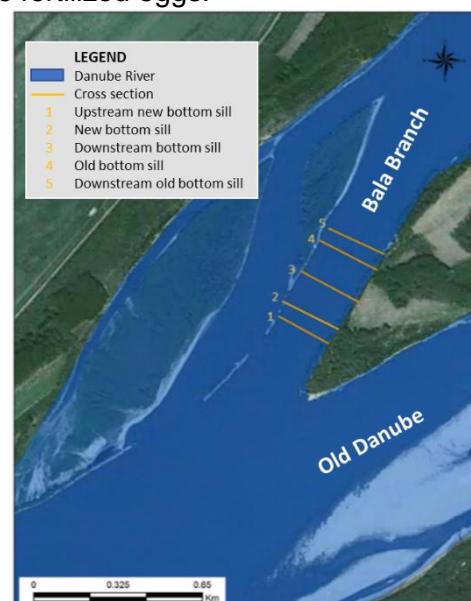 LEGEND
Danube River
Cross section
1 Upstream new bottom sill
2 New bottom sill
3 Downstream bottom sill
4 Old bottom sill
5 Downstream old bottom sill
Bala Branch
5
4
3
2
1
Old Danube
0 0.325 0.65
Km